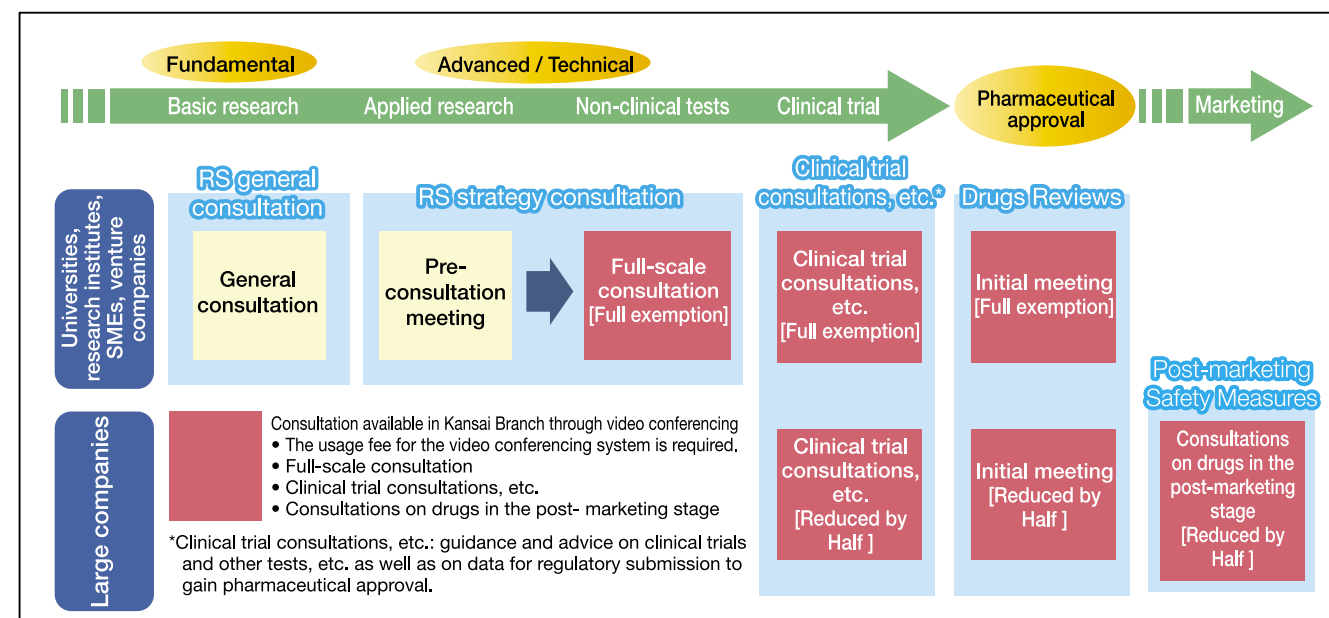 Fundamental
Advanced / Technical
Basic research
Applied research
Non-clinical tests
Clinical trial
Pharmaceutical
approval
Marketing
Universities,
research institutes,
SMEs, venture
companies
RS general
consultation
General
consultation
RS strategy consultation
Pre-
consultation
meeting
Full-scale
consultation
[Full exemption]
Clinical trial
consultations, etc.*
Clinical trial
consultations,
etc.
[Full exemption]
Drugs Reviews
Initial meeting
[Full exemption]
Large companies
Consultation available in Kansai Branch through video conferencing
• The usage fee for the video conferencing system is required.
• Full-scale consultation
• Clinical trial consultations, etc.
• Consultations on drugs in the post- marketing stage
*Clinical trial consultations, etc.: guidance and advice on clinical trials
and other tests, etc. as well as on data for regulatory submission to
gain pharmaceutical approval.
Clinical trial
consultations,
etc.
[Reduced by
Half ]
Initial meeting
[Reduced by
Half ]
Post-marketing
Safety Measures
Consultations
on drugs in the
post-marketing
stage
[Reduced by
Half ]